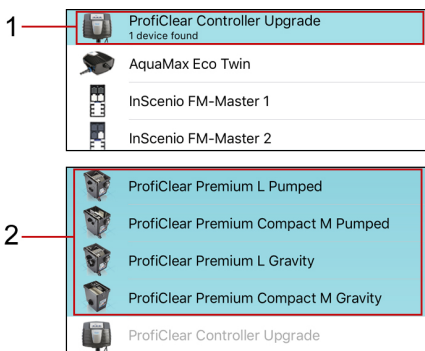 1
ProfiClear Controller Upgrade
1 device found
AquaMax Eco Twin
InScenio FM-Master 1
InScenio FM-Master 2
2
ProfiClear Premium L Pumped
ProfiClear Premium Compact M Pumped
ProfiClear Premium L Gravity
ProfiClear Premium Compact M Gravity
ProfiClear Controller Upgrade